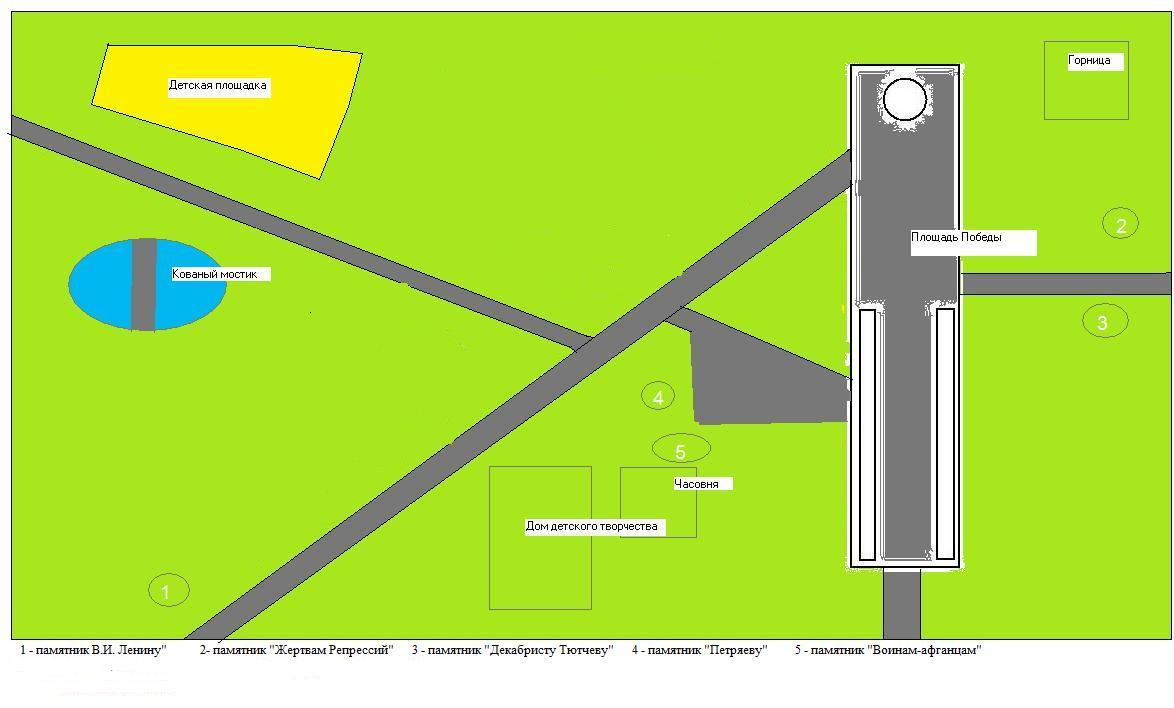 Детская площадка
Горница
2
Площадь Победы
Кованый мостик
3
4
5
Часовня
Дом детского творчества
1
1 - памятник В.И. Ленину" 2- памятник "Жертвам Репрессий" 3 - памятник "Декабристу Тютчеву" 4 - памятник "Петряеву" 5 - памятник "Воинам-афганцам"